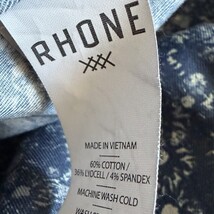 RHONE
MADE IN VIETNAM
60% COTTON /
36% LYOCELL / 4% SPANDEX
MACHINE WASH COLD